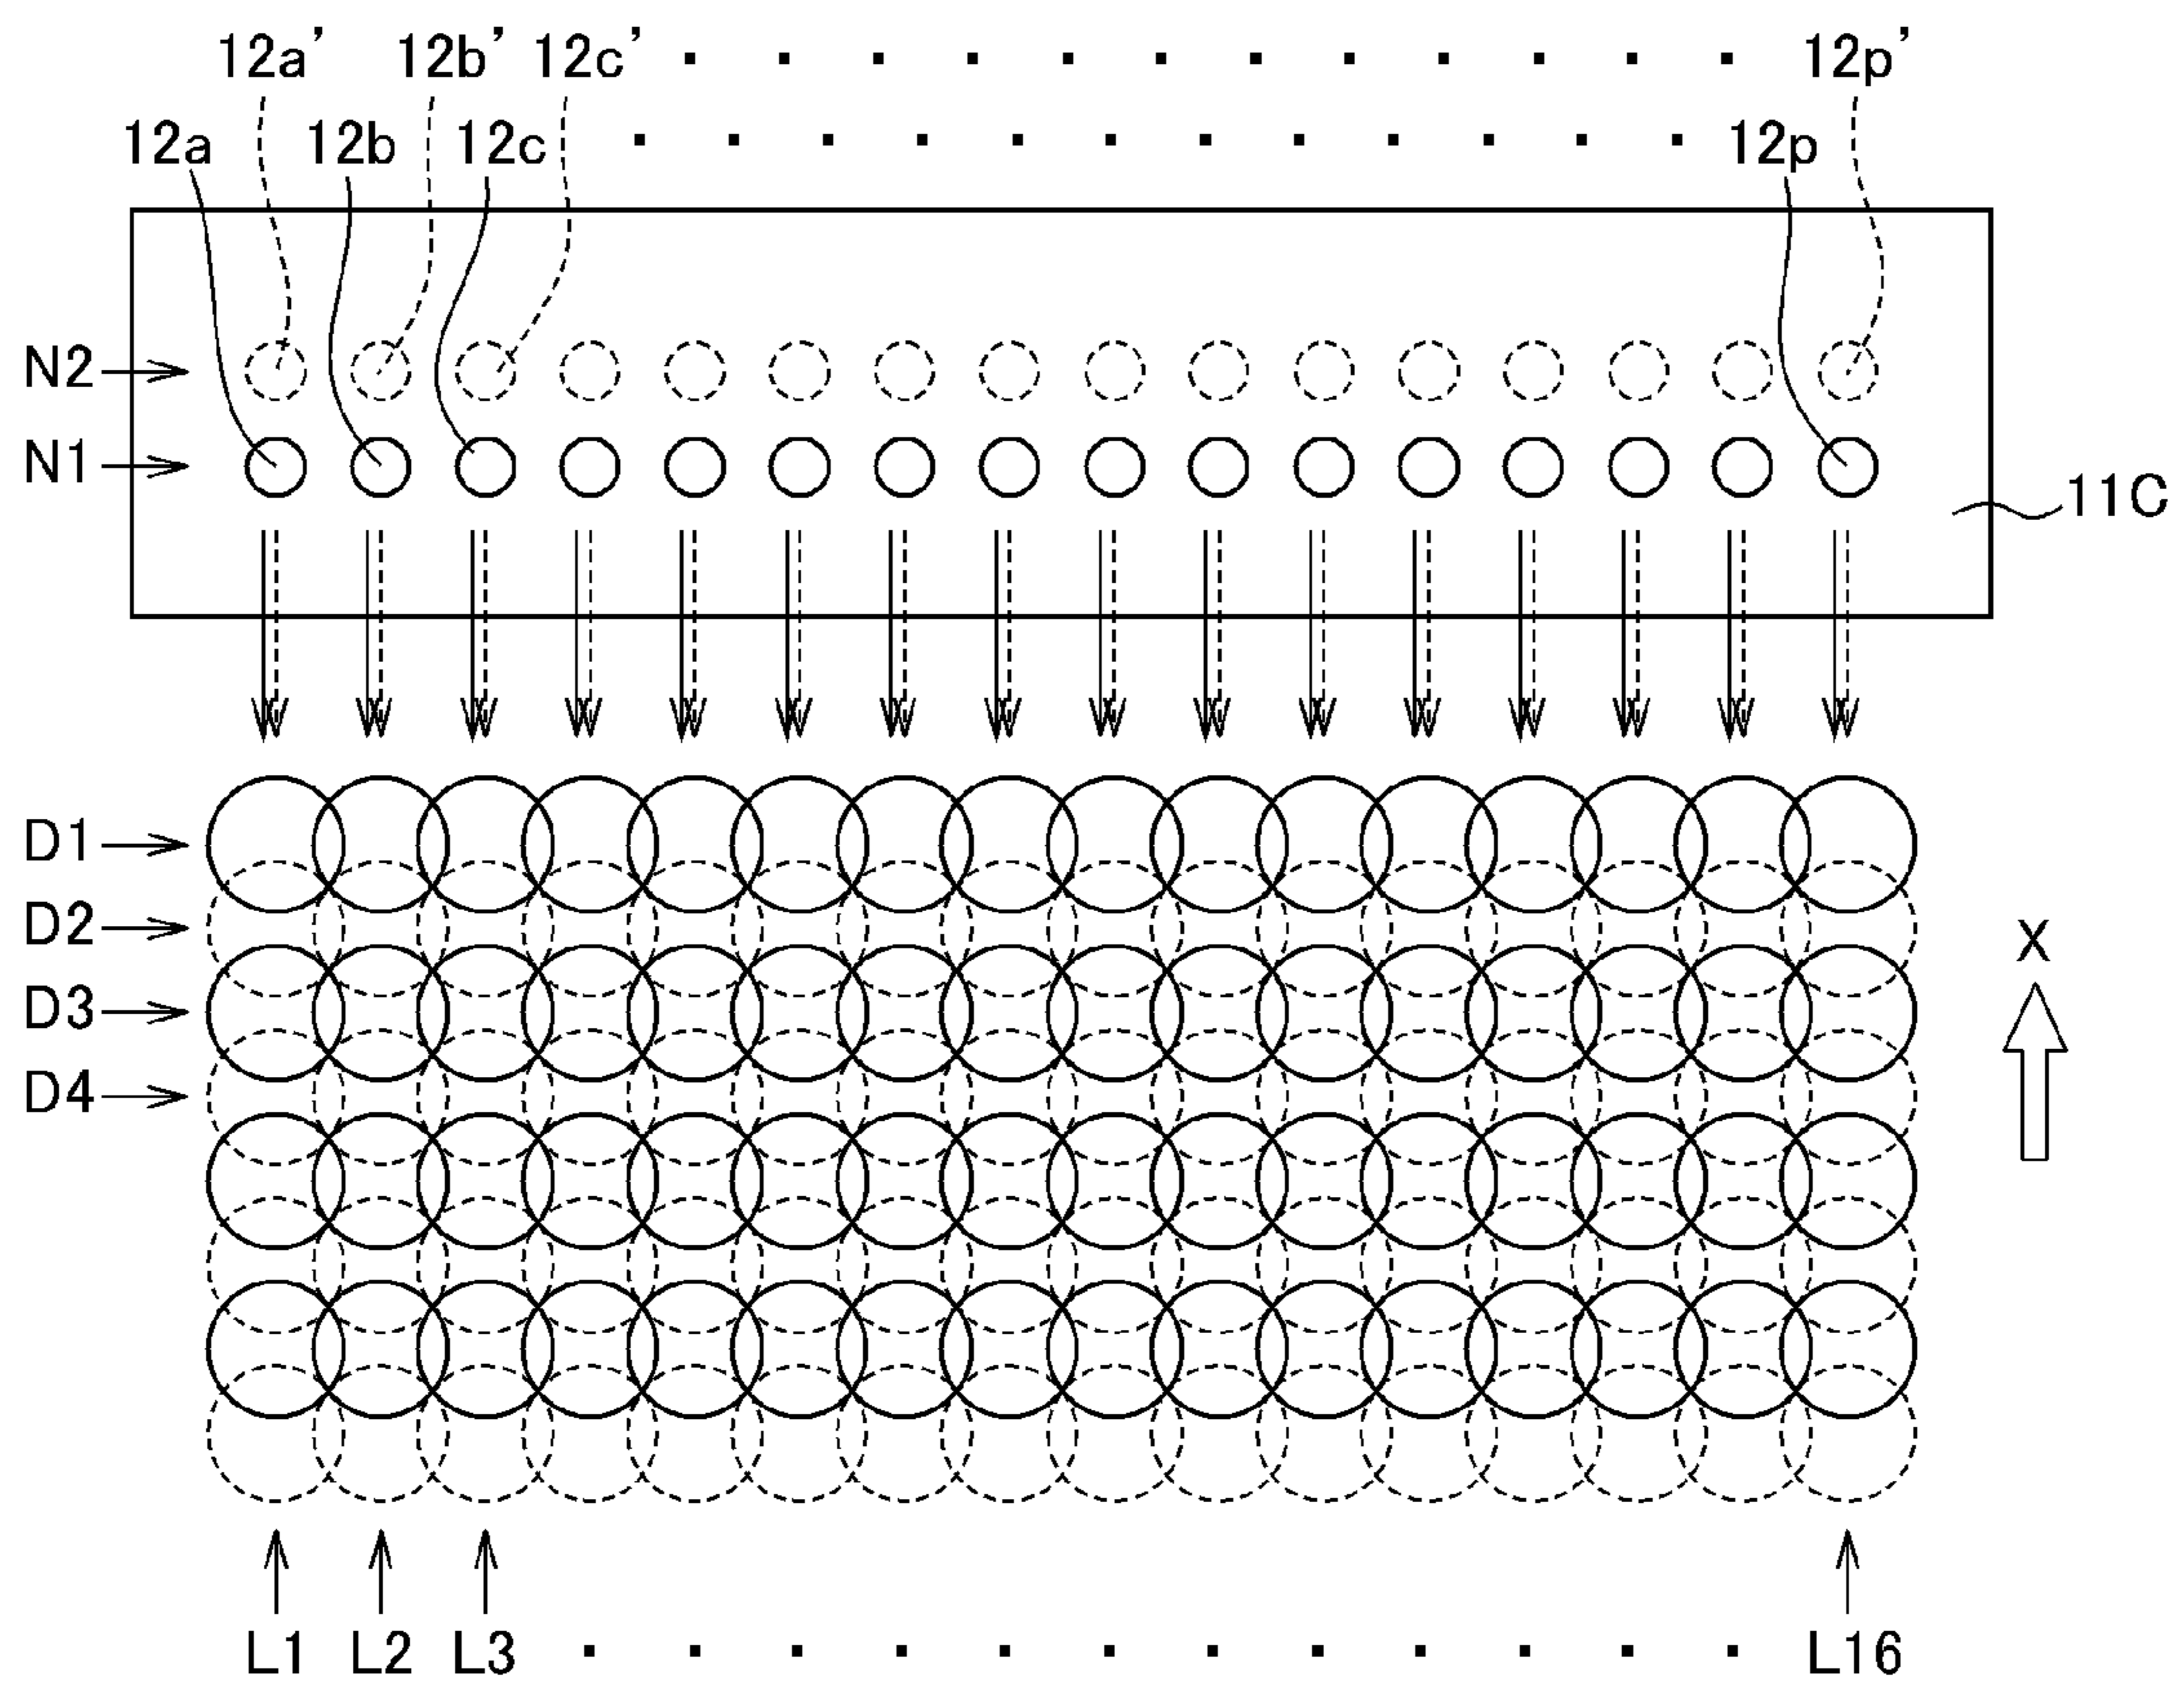 12a’ 12b’ 12c’ · · · · · · · · · · · · 12p’
12a 12b 12c · · · · · · · · · · · · 12p
N2
N1
11C
D1
D2
X
D3
D4
L1 L2 L3 · · · · · · · · · · · · L16